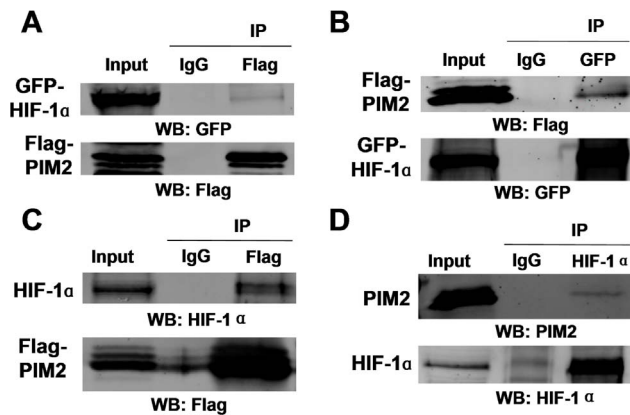 A
IP
Input IgG Flag
GFP-
HIF-1α
WB: GFP
Flag-
PIM2
WB: Flag
B
IP
Input IgG GFP
Flag-
PIM2
WB: Flag
GFP-
HIF-1α
WB: GFP
C
IP
Input IgG Flag
HIF-1α
WB: HIF-1 α
Flag-
PIM2
WB: Flag
D
IP
Input IgG HIF-1 α
PIM2
WB: PIM2
HIF-1α
WB: HIF-1 α